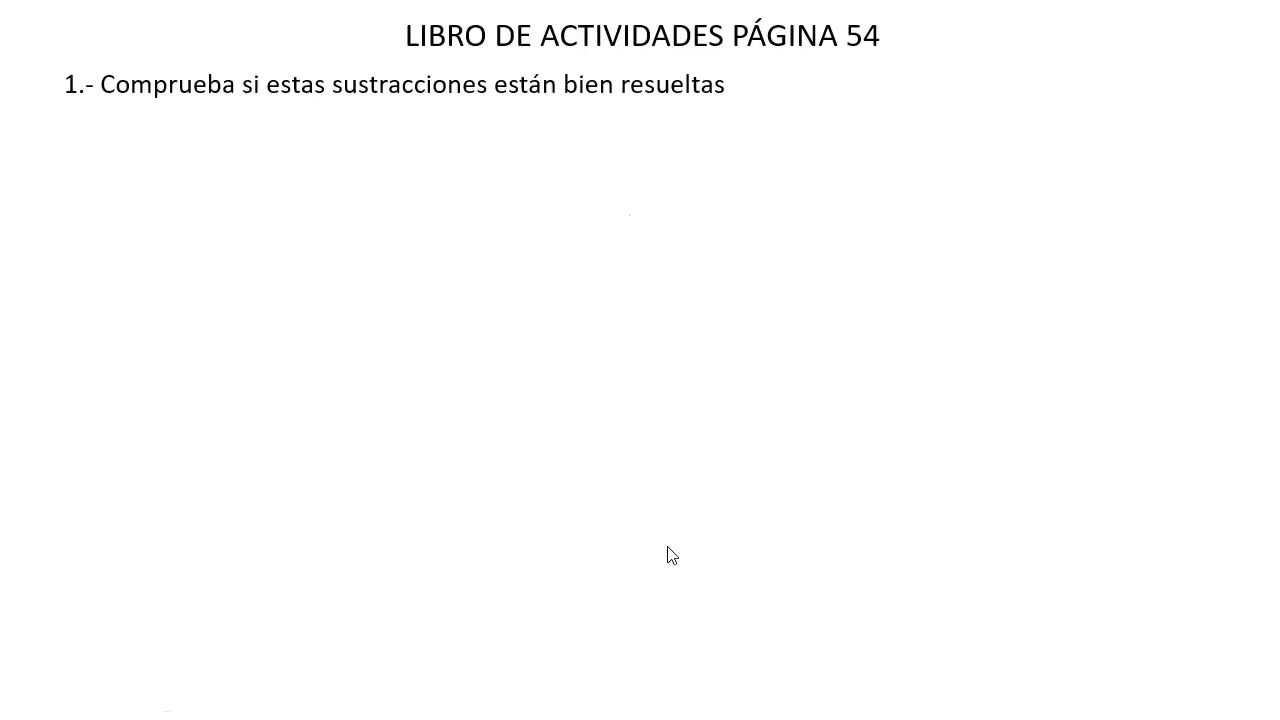 LIBRO DE ACTIVIDADES PÁGINA 54
1.- Comprueba si estas sustracciones están bien resueltas